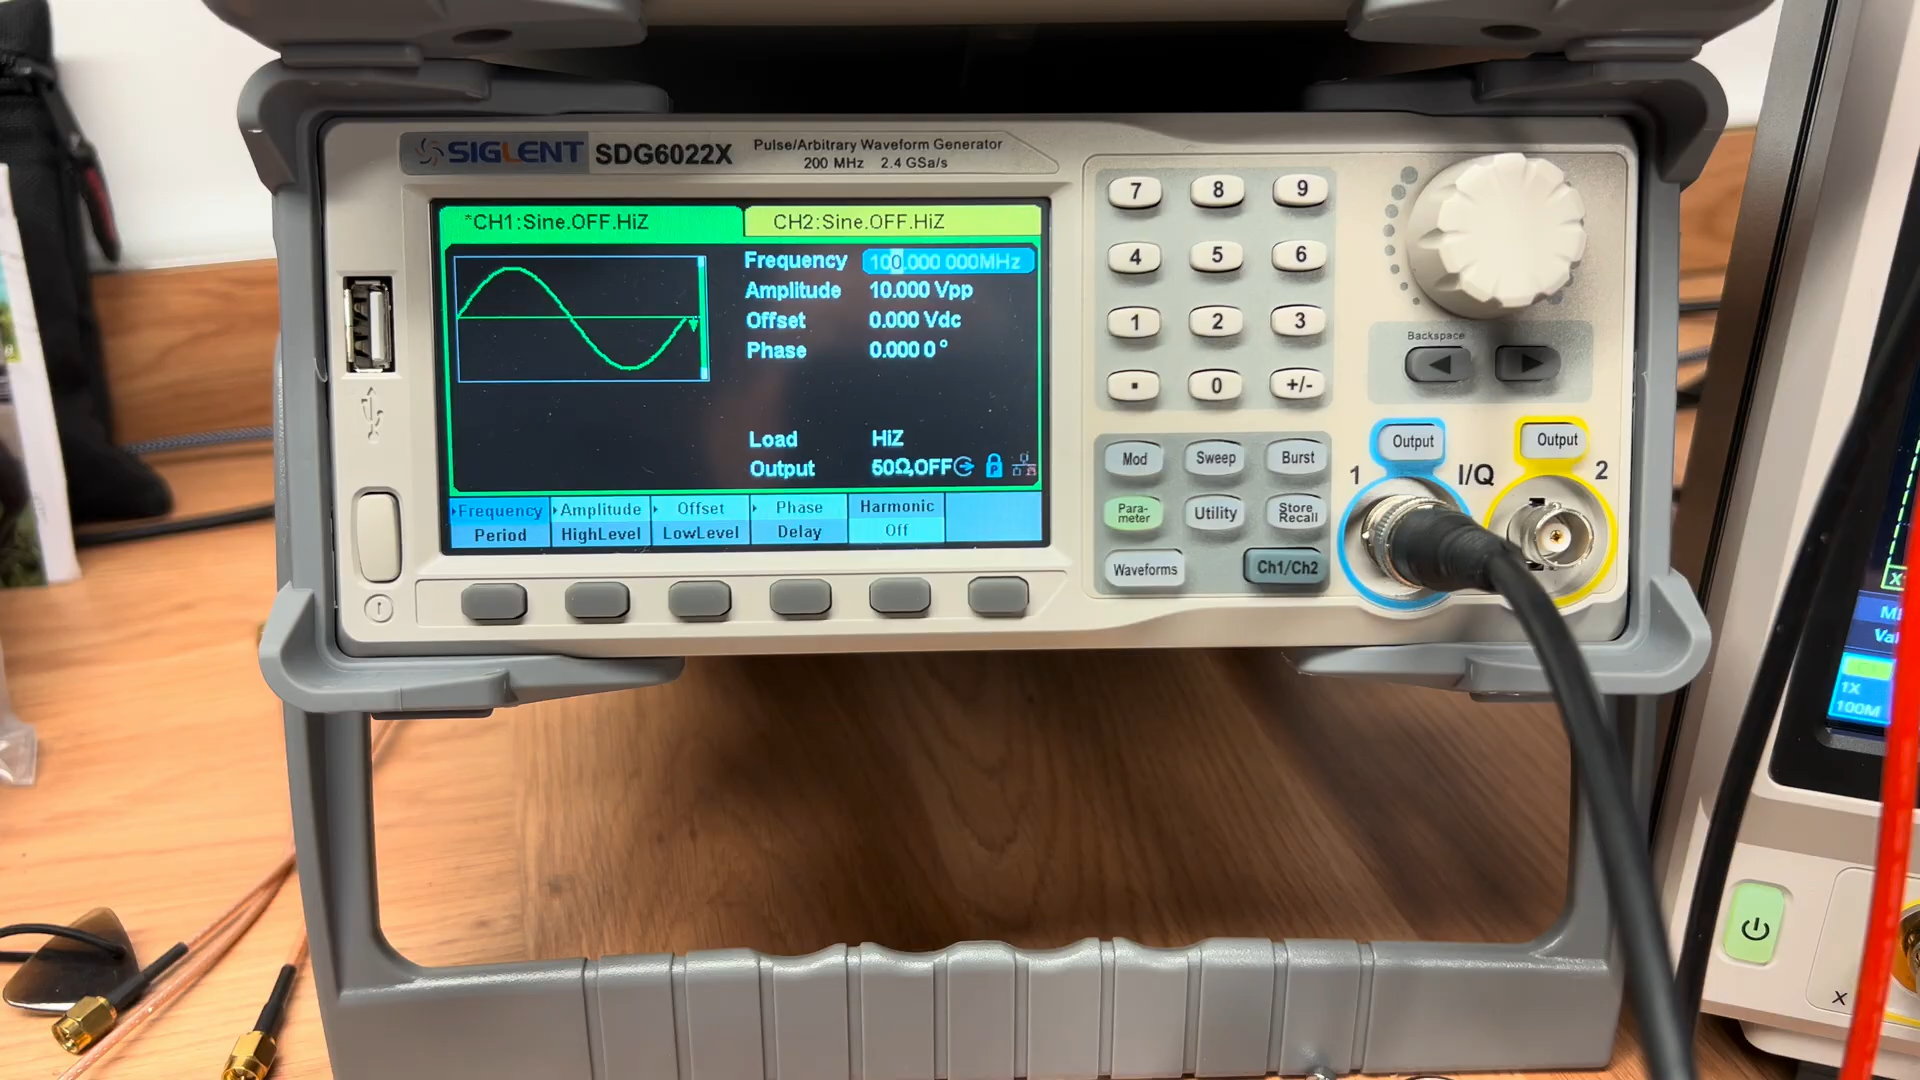 SIGLENT SDG6022X
Pulse/Arbitrary Waveform Generator
200 MHz 2.4 GSa/s
*CH1:Sine.OFF.HiZ
CH2:Sine.OFF.HiZ
Frequency 100.000 000MHz
Amplitude 10.000 Vpp
Offset 0.000 Vdc
Phase 0.000 0 °
Load HiZ
Output 50Ω,OFF
P
Frequency Amplitude Offset Phase Harmonic
Period HighLevel LowLevel Delay Off
7 8 9
4 5 6
1 2 3
. 0 +/-
Backspace
Mod Sweep Burst
Para-
meter
Utility
Store
Recall
Waveforms Ch1/Ch2
Output Output
1 I/Q 2
1X
100M
X